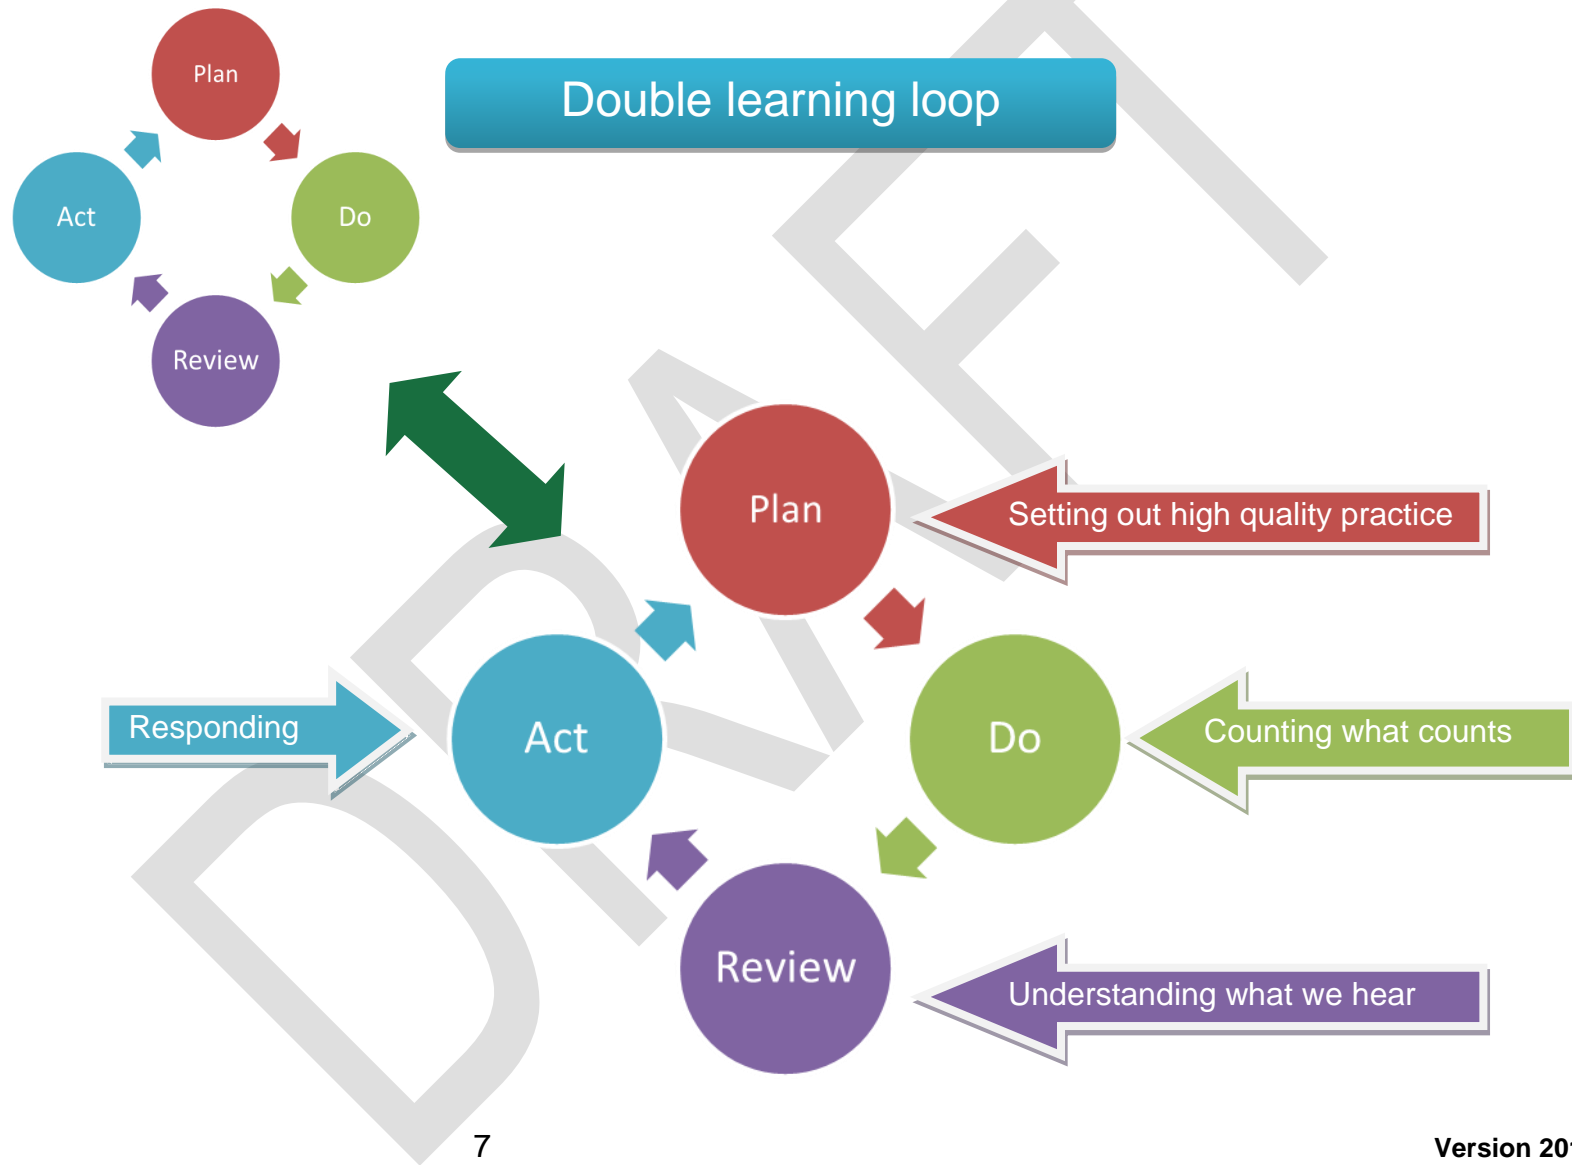 Double learning loop
Plan
Do
Review
Act
Plan
Do
Review
Act
Setting out high quality practice
Counting what counts
Understanding what we hear
Responding
DRAFT
7
Version